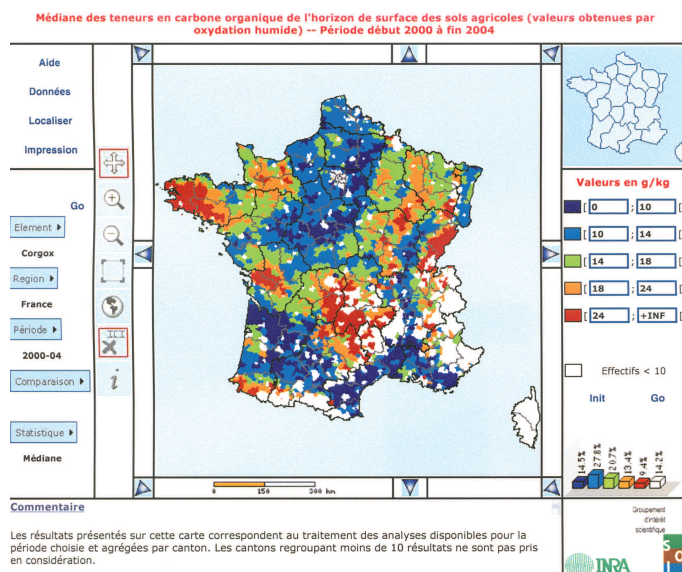 Médiane des teneurs en carbone organique de l'horizon de surface des sols agricoles (valeurs obtenues par
oxydation humide) -- Période début 2000 à fin 2004
Aide
Données
Localiser
Impression
Go
Element
Corgox
Region
France
Période
2000-04
Comparaison
Statistique
Médiane
ICI
i
0 150 300 km
Valeurs en g/kg
[ 0 ; 10 [
[ 10 ; 14 [
[ 14 ; 18 [
[ 18 ; 24 [
[ 24 ; +INF [
Effectifs < 10
Init Go
14.5% 27.8% 20.7% 13.4% 9.4% 14.2%
Commentaire
Les résultats présentés sur cette carte correspondent au traitement des analyses disponibles pour la
période choisie et agrégées par canton. Les cantons regroupant moins de 10 résultats ne sont pas pris
en considération.
Groupement
d'intérêt
scientifique
INRA
S
O
I